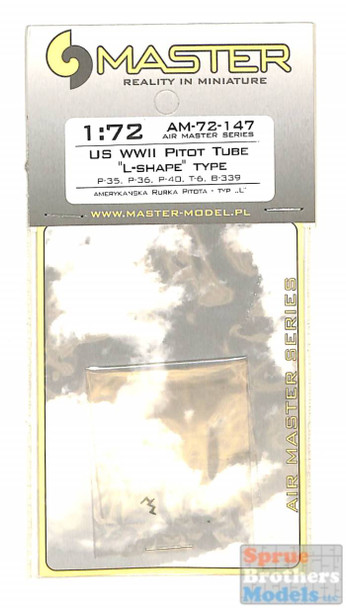 MASTER
REALITY IN MINIATURE
1:72
AM-72-147
AIR MASTER SERIES
US WWII PITOT TUBE
"L-SHAPE" TYPE
P-35, P-36, P-40, T-6, B-339
AMERYKAŃSKA RURKA PITOTA - TYP „L"
WWW.MASTER-MODEL.PL
AIR MASTER SERIES
Sprue
Brothers
Models LLC